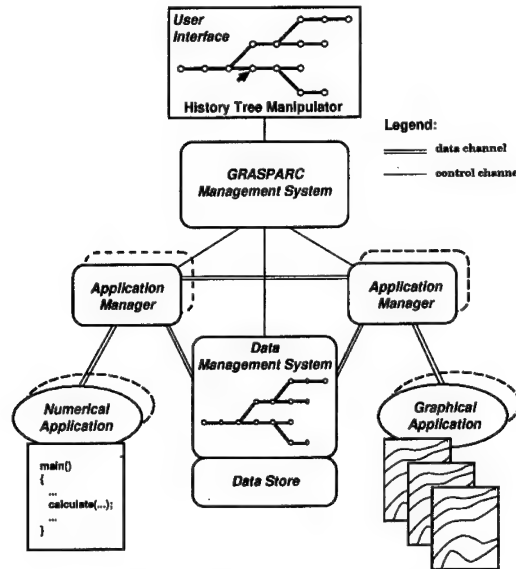 User
Interface
History Tree Manipulator
Legend:
data channel
control channel
GRASPARC
Management System
Application
Manager
Application
Manager
Data
Management System
Numerical
Application
Graphical
Application
main()
{
...
calculate(...);
...
}
Data Store